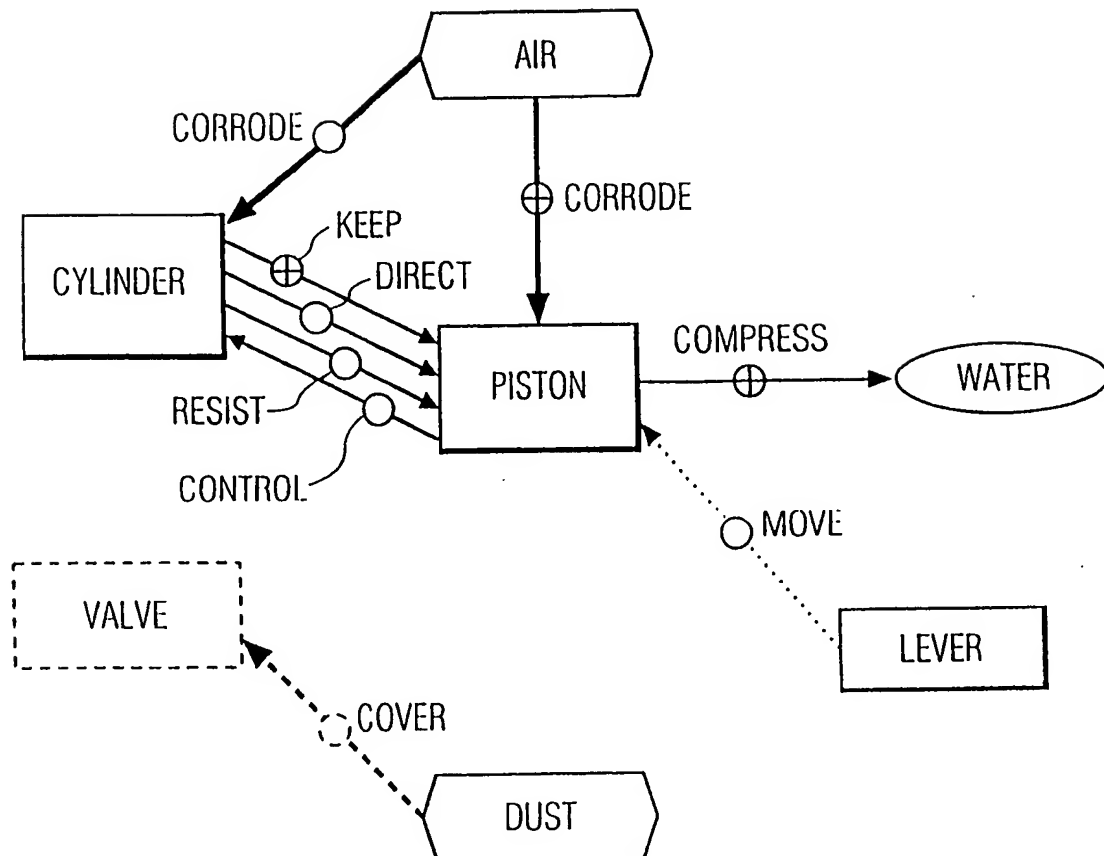 AIR
CORRODE
CORRODE
KEEP
CYLINDER
DIRECT
COMPRESS
PISTON
WATER
RESIST
CONTROL
MOVE
VALVE
LEVER
COVER
DUST